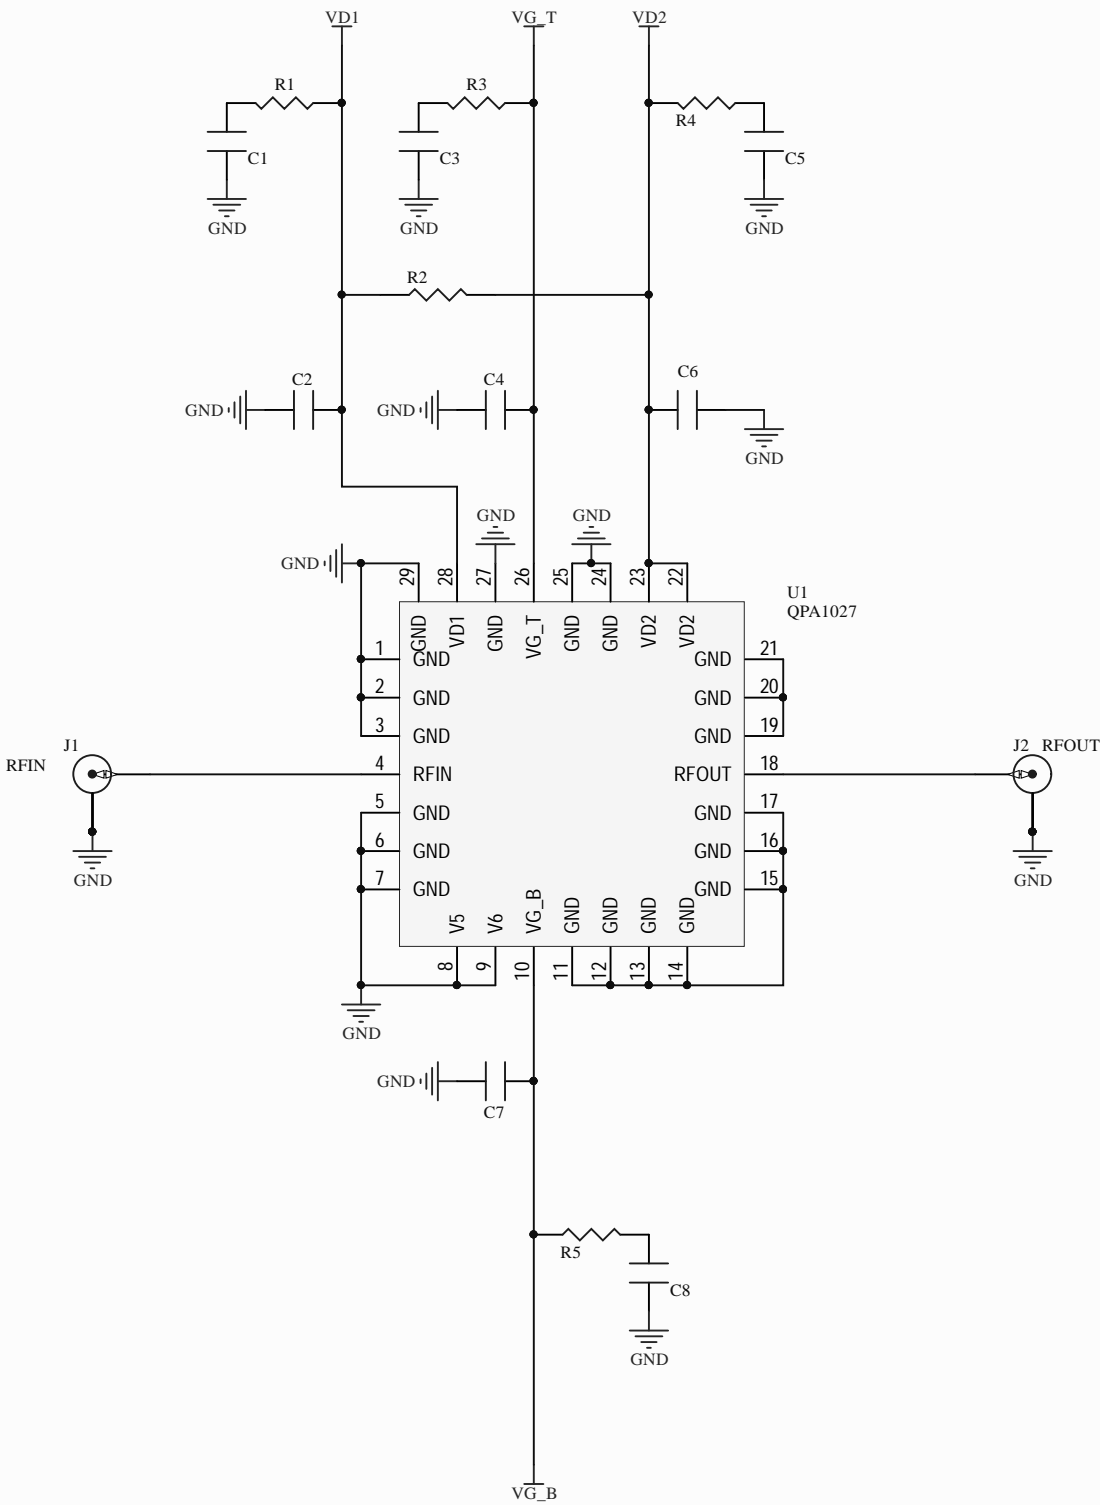 VD1
VG_T
VD2
R1
R3
R4
C1
C3
C5
GND
GND
GND
R2
C2
C4
C6
GND
GND
GND
GND
GND
GND
29
28
27
26
25
24
23
22
U1
QPA1027
GND
VD1
GND
VG_T
GND
GND
VD2
VD2
1 GND
GND 21
2 GND
GND 20
3 GND
GND 19
J1
RFIN
4 RFIN
RFOUT 18
J2 RFOUT
5 GND
GND 17
6 GND
GND 16
7 GND
GND 15
GND
GND
V5
V6
VG_B
GND
GND
GND
GND
8
9
10
11
12
13
14
GND
GND
C7
R5
C8
GND
VG_B